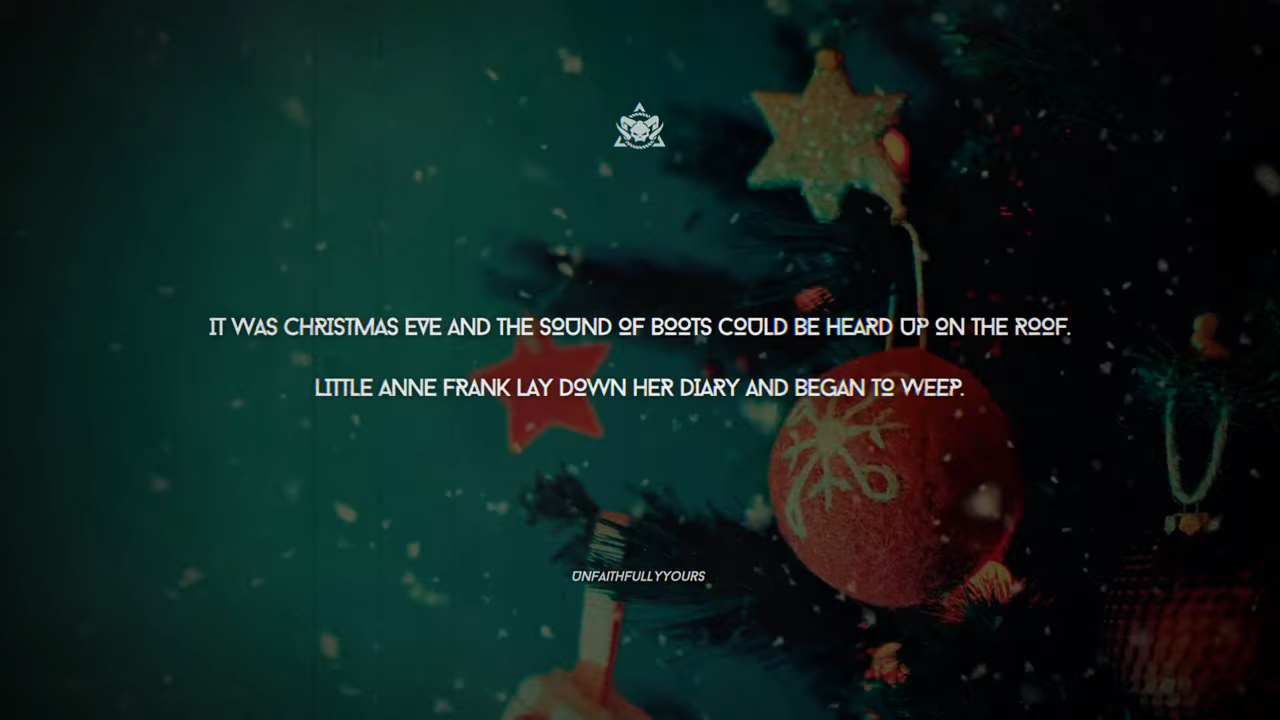 IT WAS CHRISTMAS EVE AND THE SOUND OF BOOTS COULD BE HEARD UP ON THE ROOF.
LITTLE ANNE FRANK LAY DOWN HER DIARY AND BEGAN TO WEEP.
UNFAITHFULLYYOURS